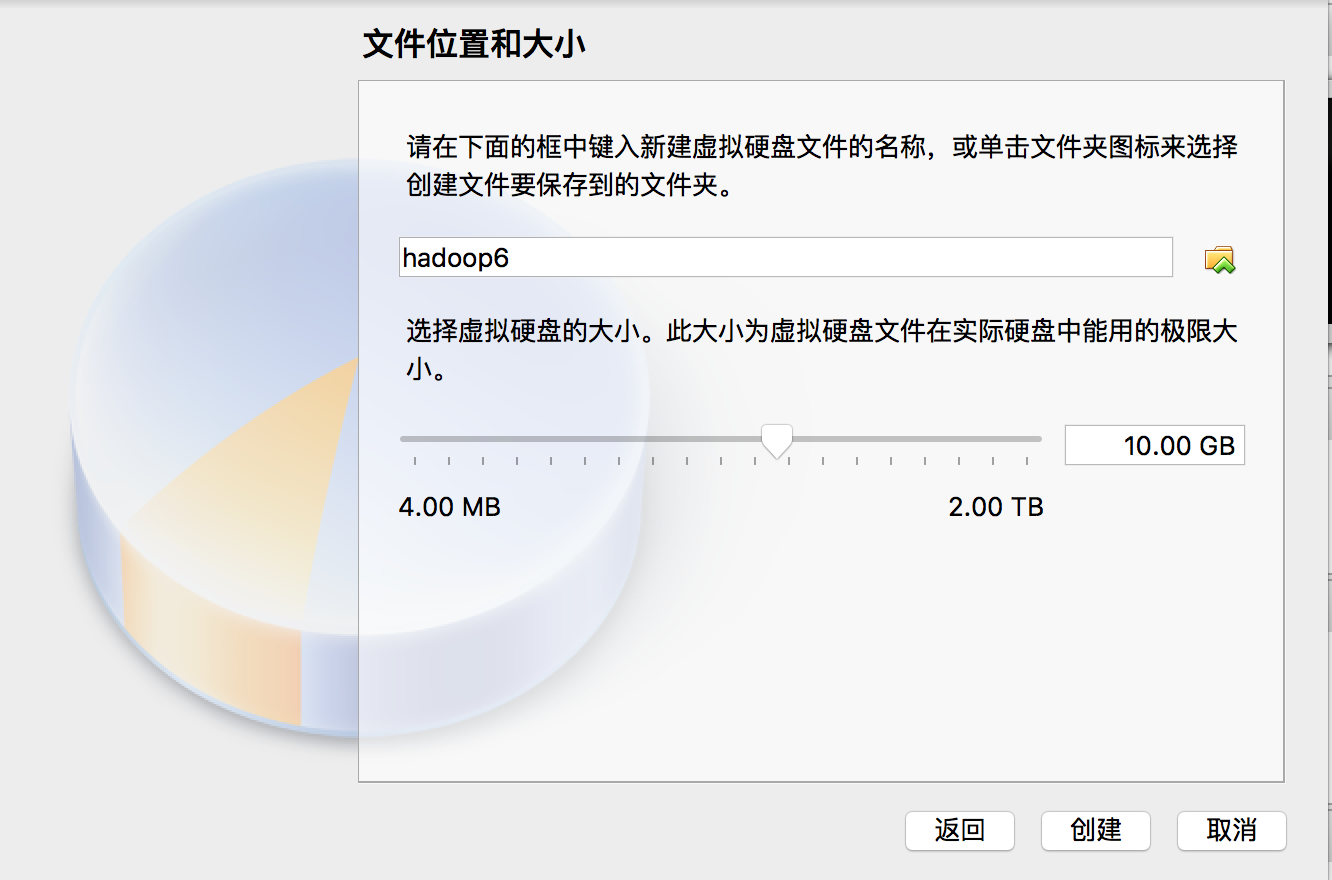 文件位置和大小
请在下面的框中键入新建虚拟硬盘文件的名称，或单击文件夹图标来选择
创建文件要保存到的文件夹。
hadoop6
选择虚拟硬盘的大小。此大小为虚拟硬盘文件在实际硬盘中能用的极限大
小。
10.00 GB
4.00 MB
2.00 TB
返回
创建
取消